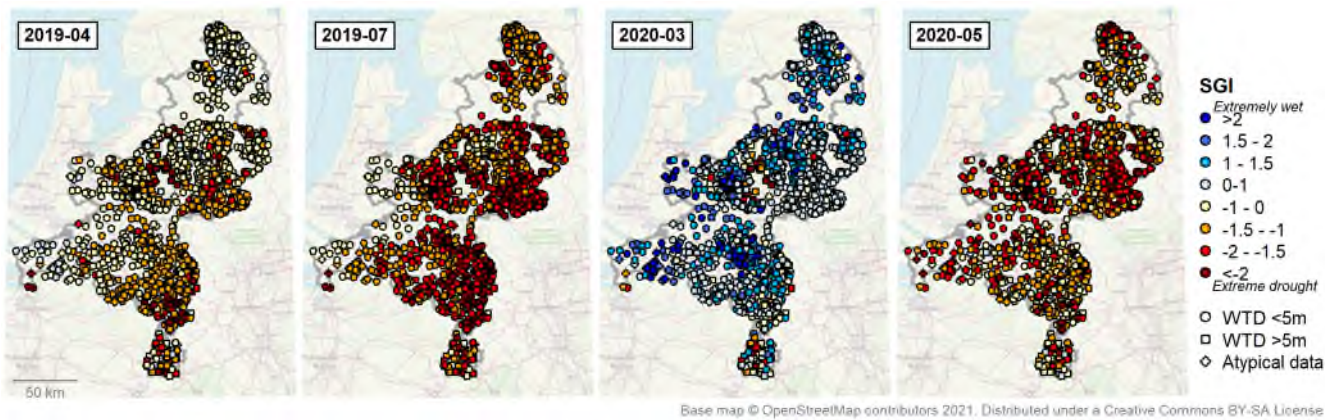 2019-04
2019-07
2020-03
2020-05
SGI
Extremely wet
>2
1.5 - 2
1 - 1.5
0-1
-1 - 0
-1.5 - -1
-2 - -1.5
<-2
Extreme drought
WTD <5m
WTD >5m
Atypical data
50 km
Base map © OpenStreetMap contributors 2021. Distributed under a Creative Commons BY-SA License